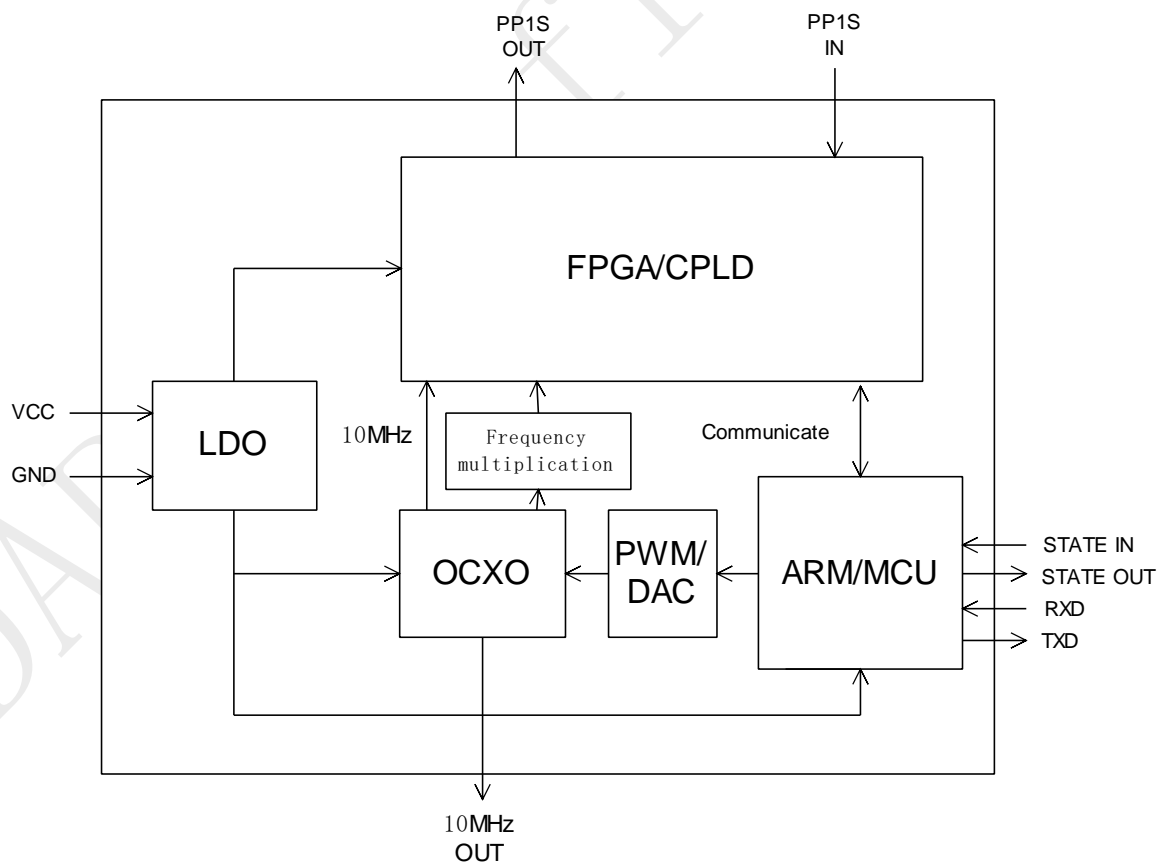 PP1S
OUT
PP1S
IN
FPGA/CPLD
VCC
GND
LDO
10MHz
Frequency
multiplication
Communicate
OCXO
PWM/
DAC
ARM/MCU
STATE IN
STATE OUT
RXD
TXD
10MHz
OUT